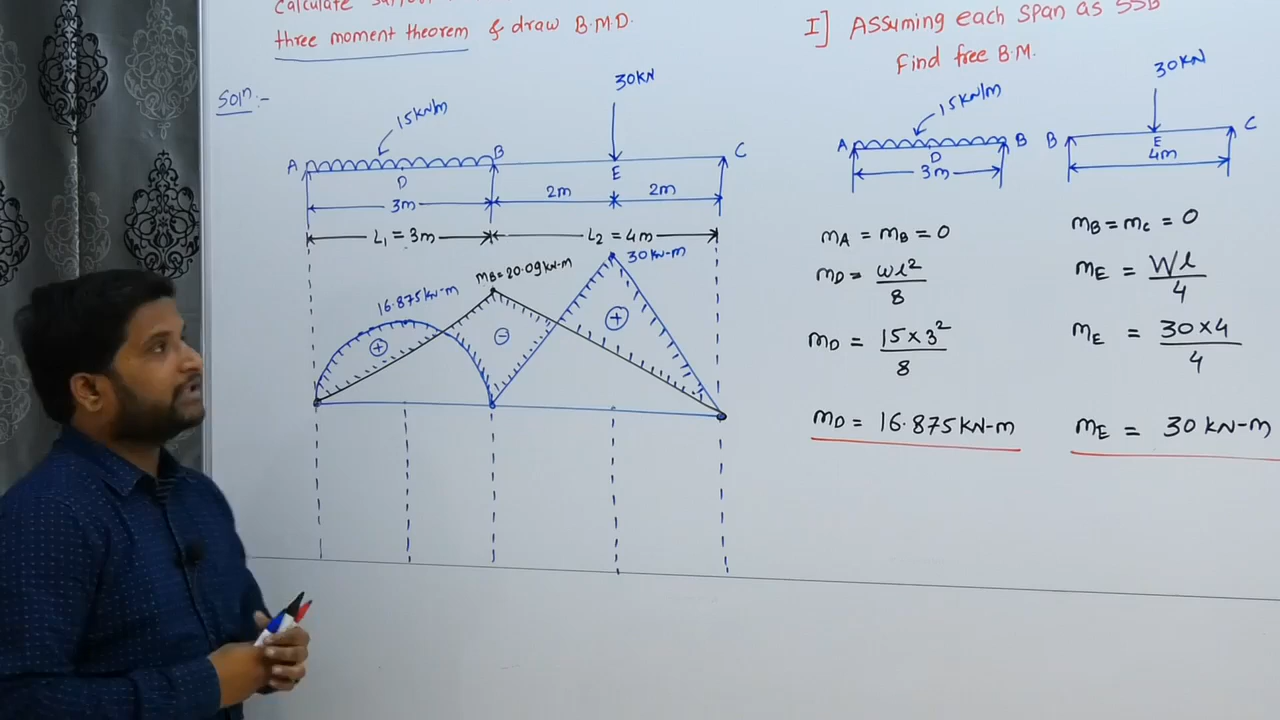 three moment theorem & draw B.M.D.
Soln:-
30KN
15KN/m
A
B
C
D
E
3m
2m
2m
L₁ = 3m
L₂ = 4m
30KN-m
mB=20.09KN-m
16.875KN-m
+
-
+
I] Assuming each span as SSB
Find free B.M.
15KN/m
A
D
B
3m
mA = mB = 0
mD = wl²/8
mD = 15×3²/8
mD = 16.875KN-m
30KN
B
E
C
4m
mB = mC = 0
mE = Wl/4
mE = 30×4/4
mE = 30 KN-m